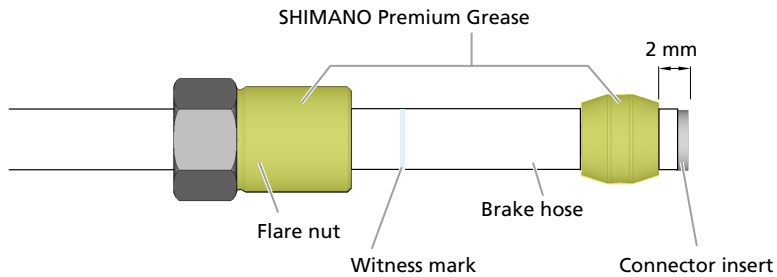 SHIMANO Premium Grease
2 mm
Brake hose
Flare nut
Witness mark
Connector insert